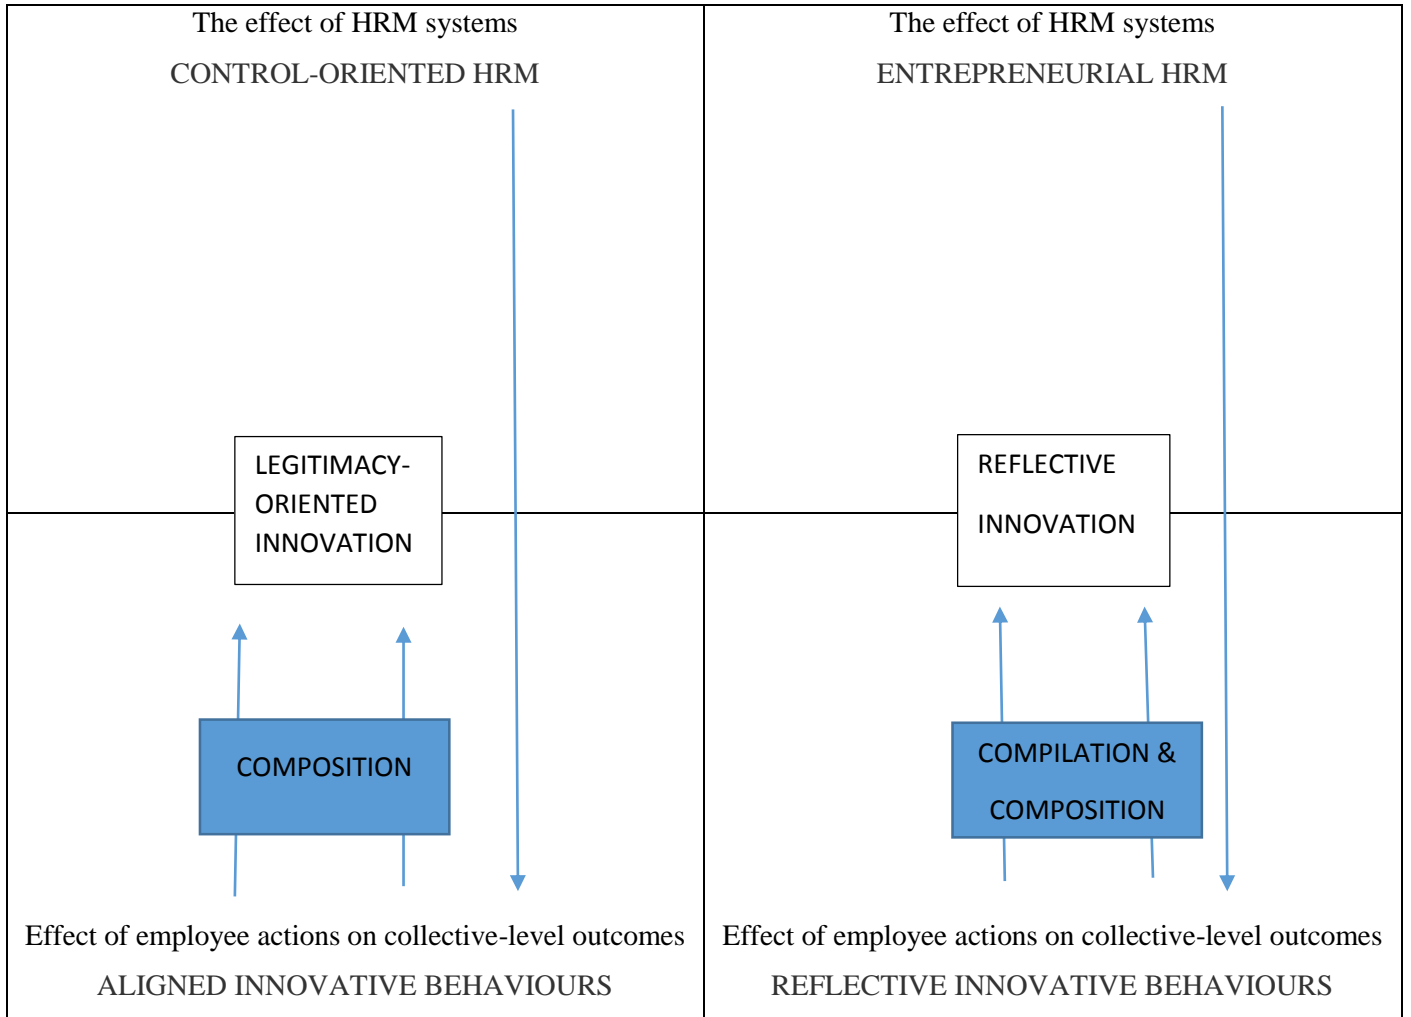 The effect of HRM systems
CONTROL-ORIENTED HRM
LEGITIMACY-
ORIENTED
INNOVATION
COMPOSITION
Effect of employee actions on collective-level outcomes
ALIGNED INNOVATIVE BEHAVIOURS
The effect of HRM systems
ENTREPRENEURIAL HRM
REFLECTIVE
INNOVATION
COMPILATION &
COMPOSITION
Effect of employee actions on collective-level outcomes
REFLECTIVE INNOVATIVE BEHAVIOURS